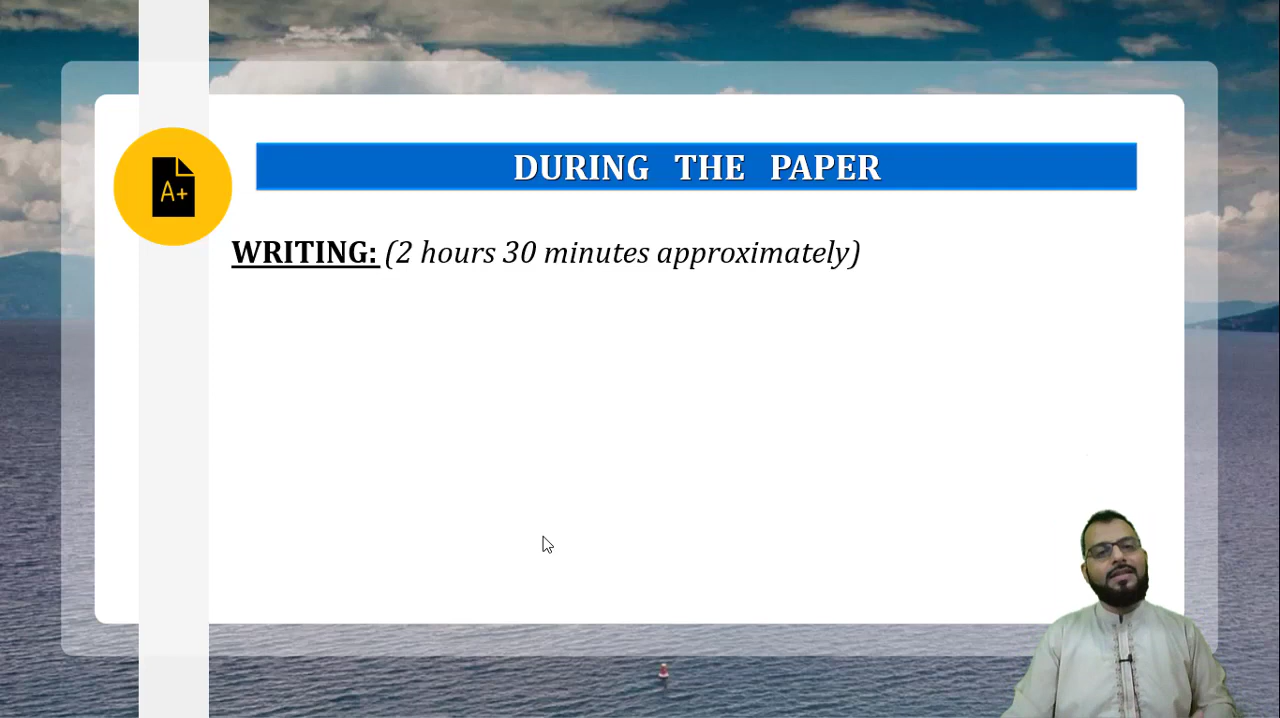 A+
DURING THE PAPER
WRITING: (2 hours 30 minutes approximately)